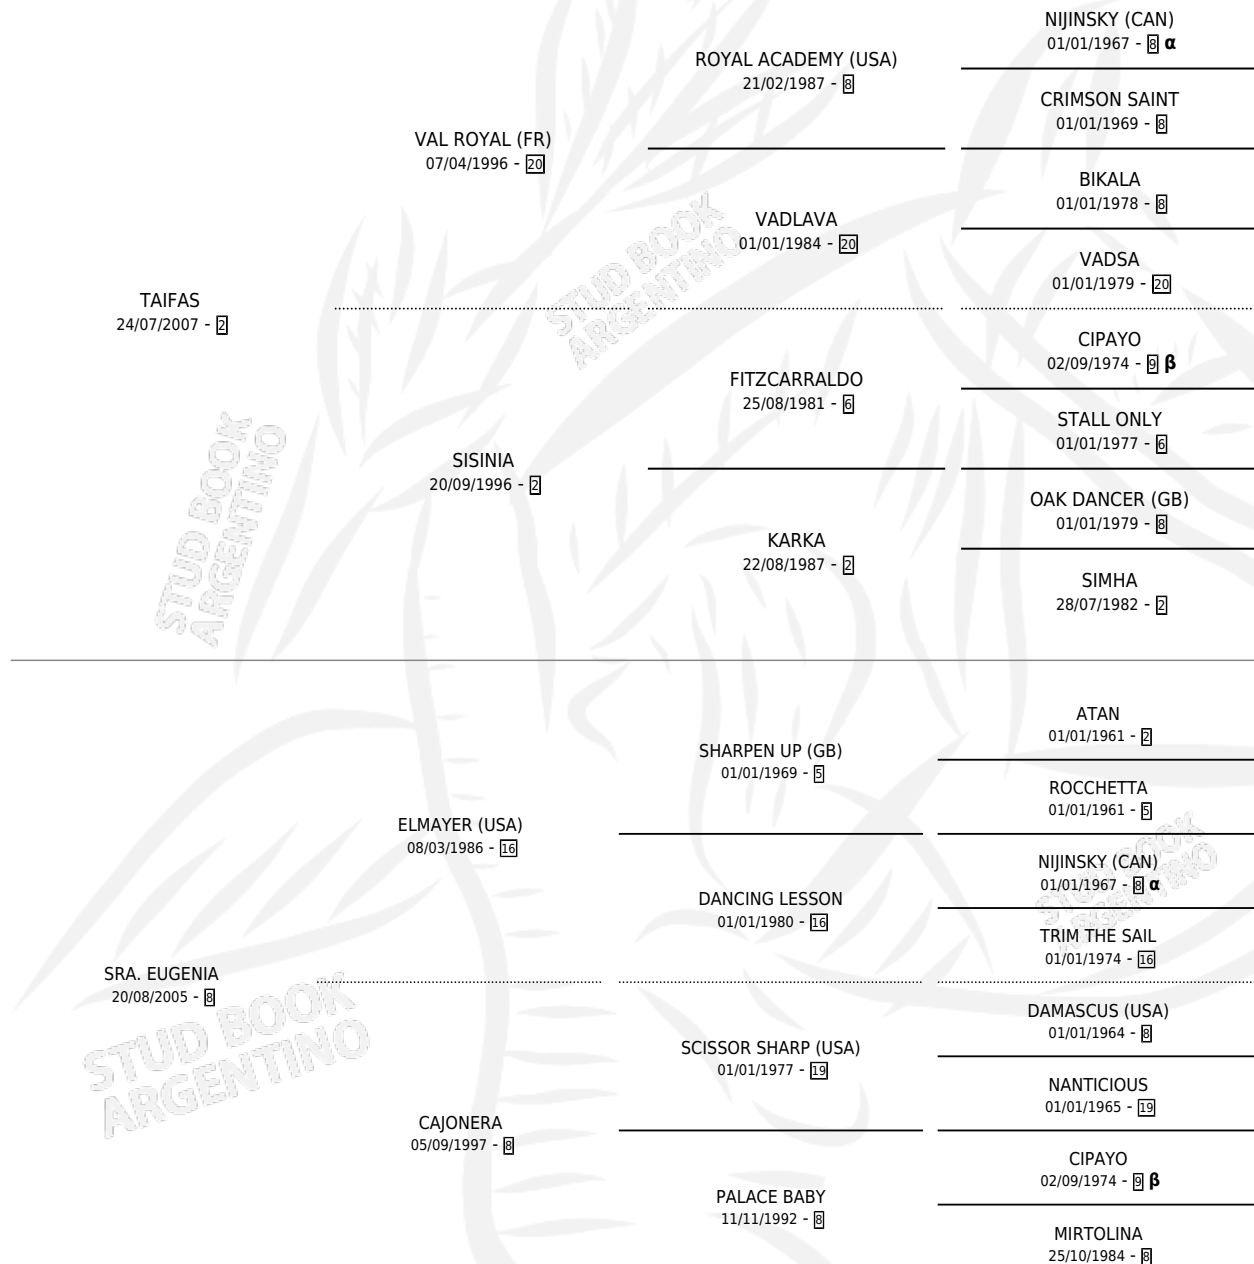 NIJINSKY (CAN)
01/01/1967 - 8 α
ROYAL ACADEMY (USA)
21/02/1987 - 8
CRIMSON SAINT
01/01/1969 - 8
VAL ROYAL (FR)
07/04/1996 - 20
BIKALA
01/01/1978 - 8
VADLAVA
01/01/1984 - 20
VADSA
01/01/1979 - 20
TAIFAS
24/07/2007 - 2
CIPAYO
02/09/1974 - 9 β
FITZCARRALDO
25/08/1981 - 6
STALL ONLY
01/01/1977 - 6
SISINIA
20/09/1996 - 2
OAK DANCER (GB)
01/01/1979 - 8
KARKA
22/08/1987 - 2
SIMHA
28/07/1982 - 2
STUD BOOK
ARGENTINO
STUD BOOK
ARGENTINO
ATAN
01/01/1961 - 2
SHARPEN UP (GB)
01/01/1969 - 5
ROCCHETTA
01/01/1961 - 5
ELMAYER (USA)
08/03/1986 - 16
NIJINSKY (CAN)
01/01/1967 - 8 α
DANCING LESSON
01/01/1980 - 16
TRIM THE SAIL
01/01/1974 - 16
SRA. EUGENIA
20/08/2005 - 8
DAMASCUS (USA)
01/01/1964 - 8
SCISSOR SHARP (USA)
01/01/1977 - 19
NANTICIOUS
01/01/1965 - 19
CAJONERA
05/09/1997 - 8
CIPAYO
02/09/1974 - 9 β
PALACE BABY
11/11/1992 - 8
MIRTOLINA
25/10/1984 - 8
STUD BOOK
ARGENTINO
STUD BOOK
ARGENTINO